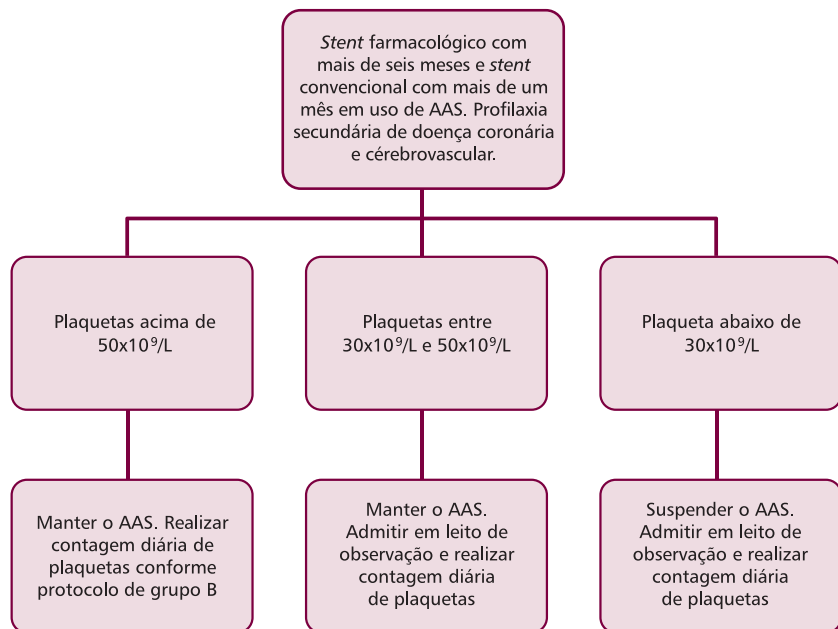 Stent farmacológico com
mais de seis meses e stent
convencional com mais de um
mês em uso de AAS. Profilaxia
secundária de doença coronária
e cérebrovascular.
Plaquetas acima de
50x10⁹/L
Plaquetas entre
30x10⁹/L e 50x10⁹/L
Plaqueta abaixo de
30x10⁹/L
Manter o AAS. Realizar
contagem diária de
plaquetas conforme
protocolo de grupo B
Manter o AAS.
Admitir em leito de
observação e realizar
contagem diária
de plaquetas
Suspender o AAS.
Admitir em leito de
observação e realizar
contagem diária
de plaquetas